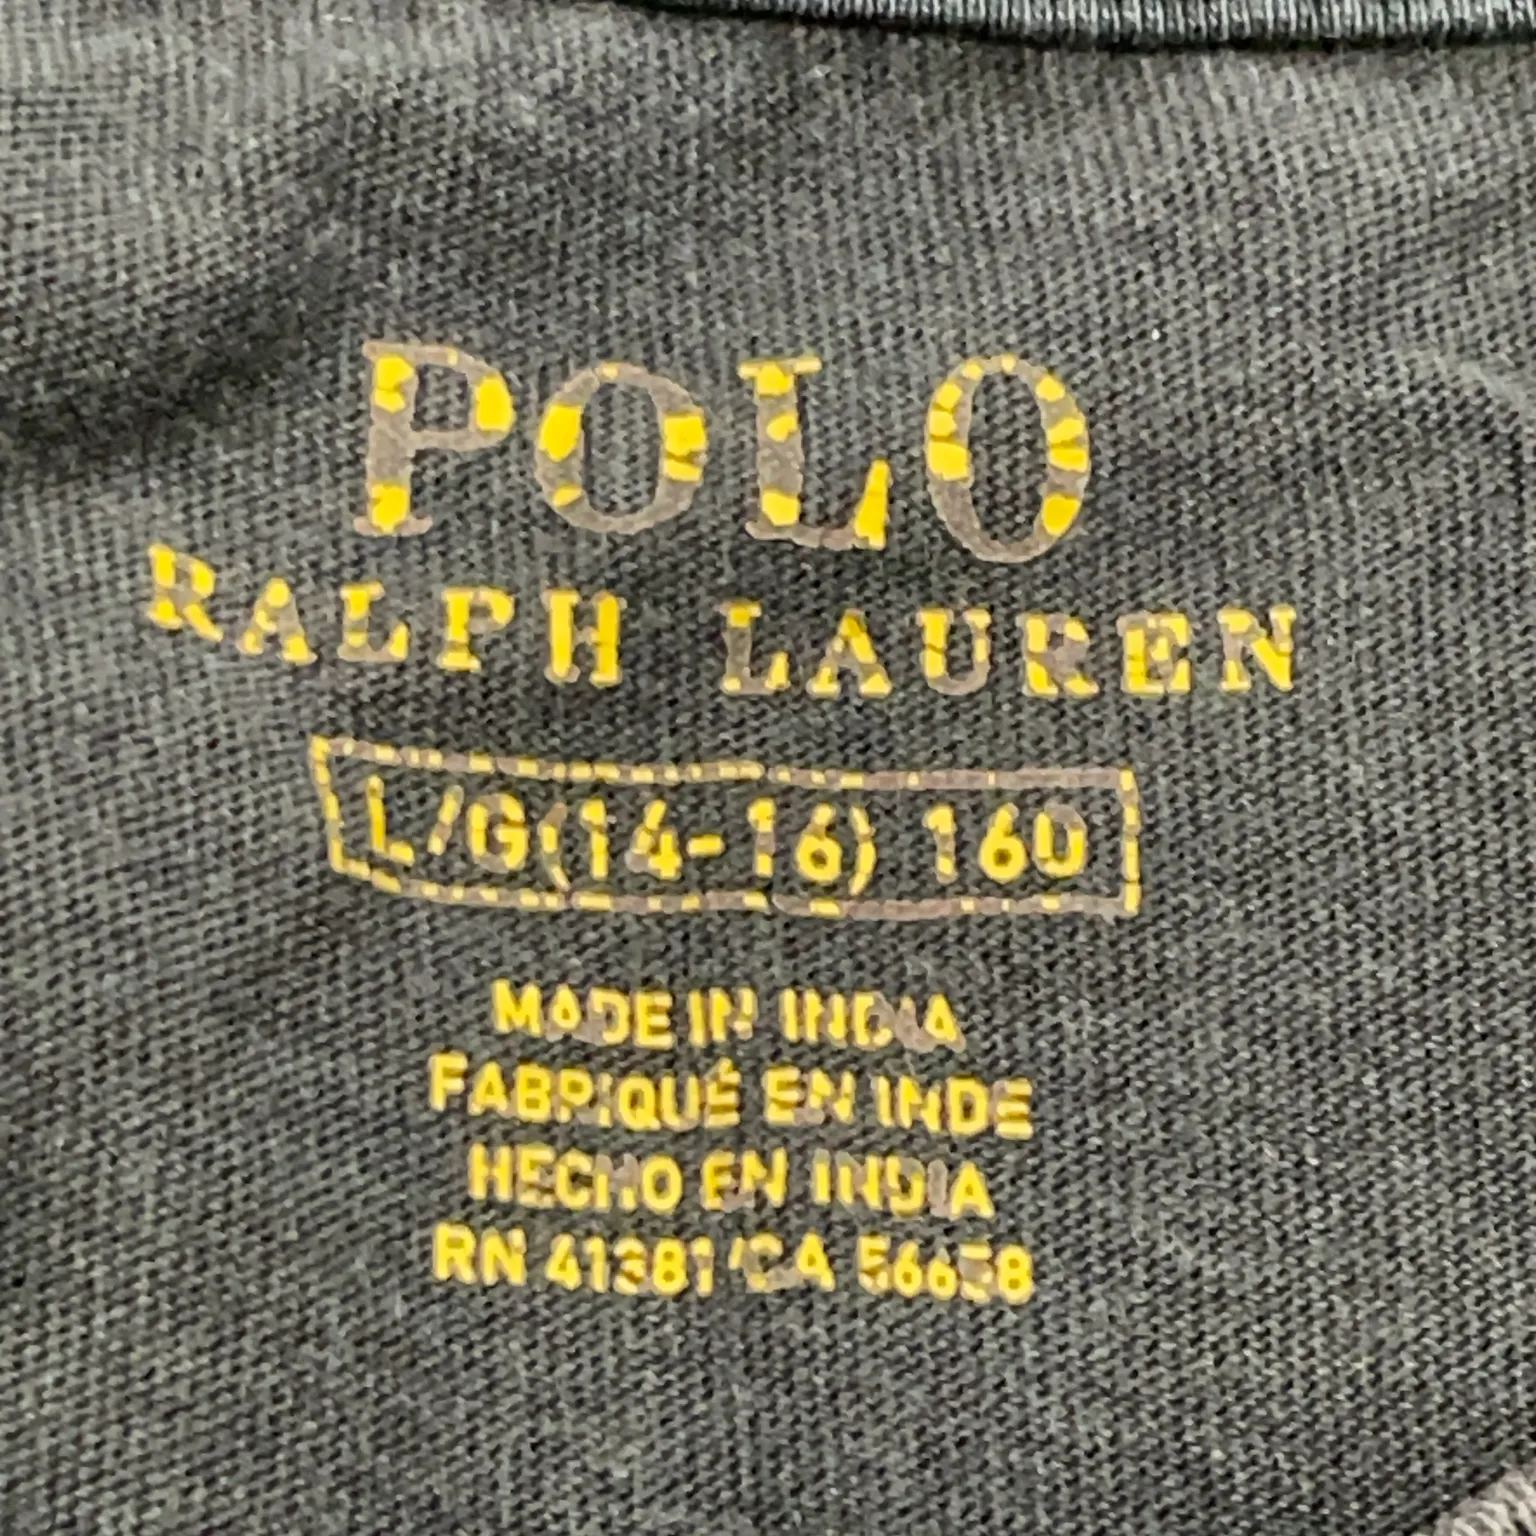 POLO
RALPH LAUREN
L/G(14-16) 160
MADE IN INDIA
FABRIQUÉ EN INDE
HECHO EN INDIA
RN 41381/CA 56658